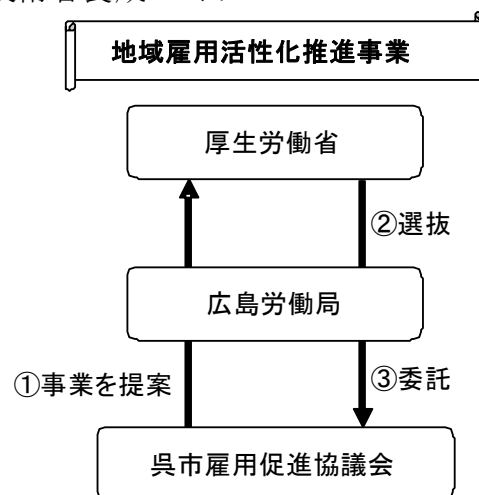 地域雇用活性化推進事業
厚生労働省
②選抜
広島労働局
①事業を提案
③委託
呉市雇用促進協議会